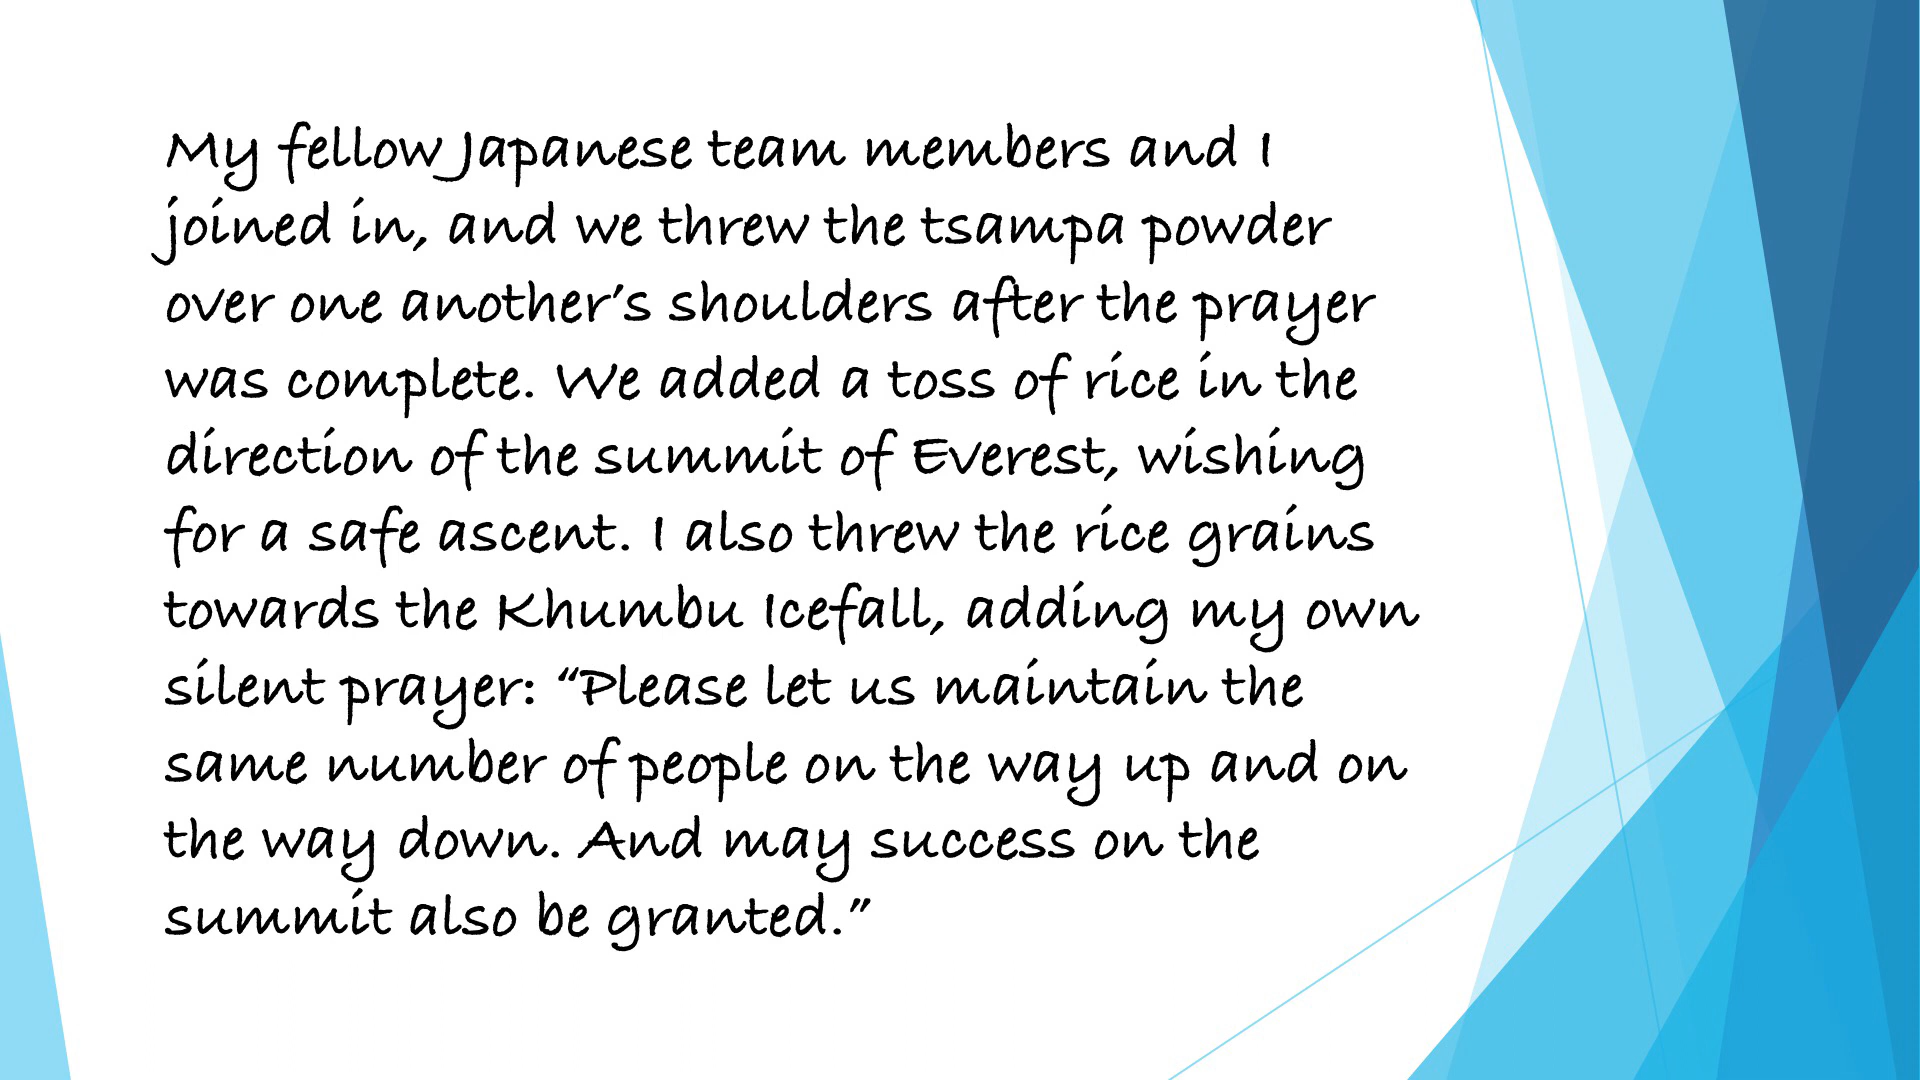 My fellow Japanese team members and I
joined in, and we threw the tsampa powder
over one another’s shoulders after the prayer
was complete. We added a toss of rice in the
direction of the summit of Everest, wishing
for a safe ascent. I also threw the rice grains
towards the Khumbu Icefall, adding my own
silent prayer: “Please let us maintain the
same number of people on the way up and on
the way down. And may success on the
summit also be granted.”